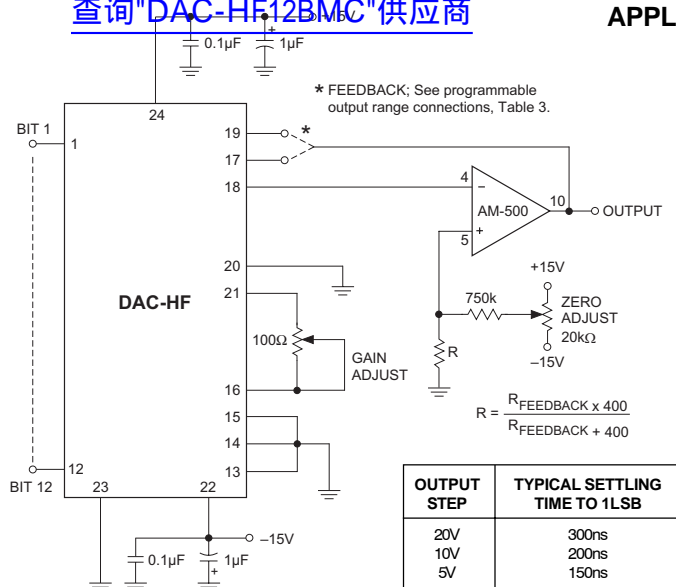 查询"DAC-HF12BMC"供应商
+15V
APPL
0.1µF
+
1µF
* FEEDBACK; See programmable
output range connections, Table 3.
24
BIT 1
1
19
*
17
18
4
–
10
AM-500
OUTPUT
+
5
20
+15V
DAC-HF
21
750k
ZERO
ADJUST
20kΩ
100Ω
GAIN
ADJUST
R
–15V
16
R = RFEEDBACK x 400
RFEEDBACK + 400
15
14
13
12
BIT 12
23
22
–15V
0.1µF
1µF
+
OUTPUT STEP TYPICAL SETTLING TIME TO 1LSB
20V 300ns
10V 200ns
5V 150ns